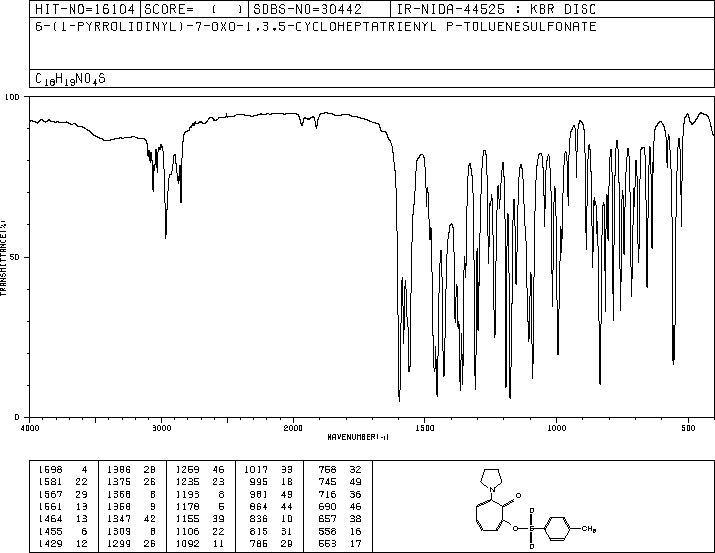 HIT-NO=16104 SCORE= ( ) SDBS-NO=30442 IR-NIDA-44525 : KBR DISC
6-(1-PYRROLIDINYL)-7-OXO-1,3,5-CYCLOHEPTATRIENYL P-TOLUENESULFONATE
C18H19NO4S
100
50
0
TRANSMITTANCE(%)
4000 3000 2000 1500 1000 500
WAVENUMBER(-1)
1598 4 1386 28 1259 46 1017 33 758 32
1581 22 1375 26 1235 23 995 18 745 49
1567 29 1368 8 1193 8 981 49 716 36
1561 13 1358 9 1178 5 864 44 690 46
1464 13 1347 42 1155 39 836 10 657 38
1455 6 1309 8 1106 22 815 31 558 16
1429 12 1299 26 1092 11 786 29 553 17
N
O
O
O
S
O
CH3